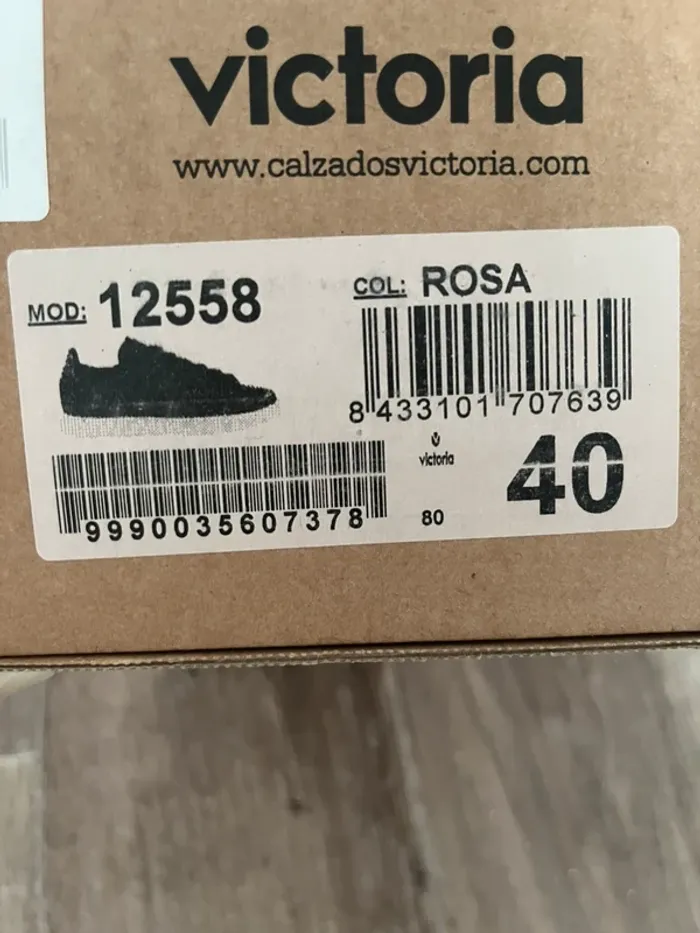 victoria
www.calzadosvictoria.com
MOD: 12558
COL: ROSA
8 433101 707639
victoria
40
9990035607378
80